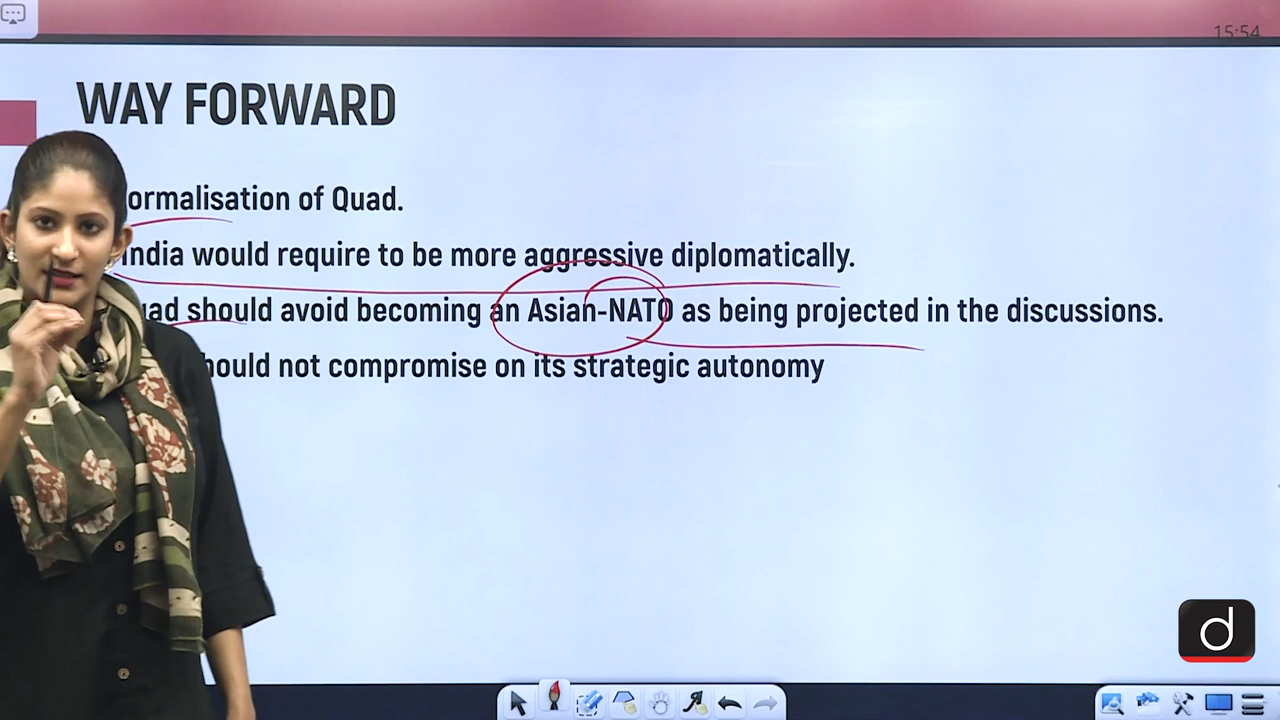 15:54
WAY FORWARD
ormalisation of Quad.
India would require to be more aggressive diplomatically.
uad should avoid becoming an Asian-NATO as being projected in the discussions.
hould not compromise on its strategic autonomy
d